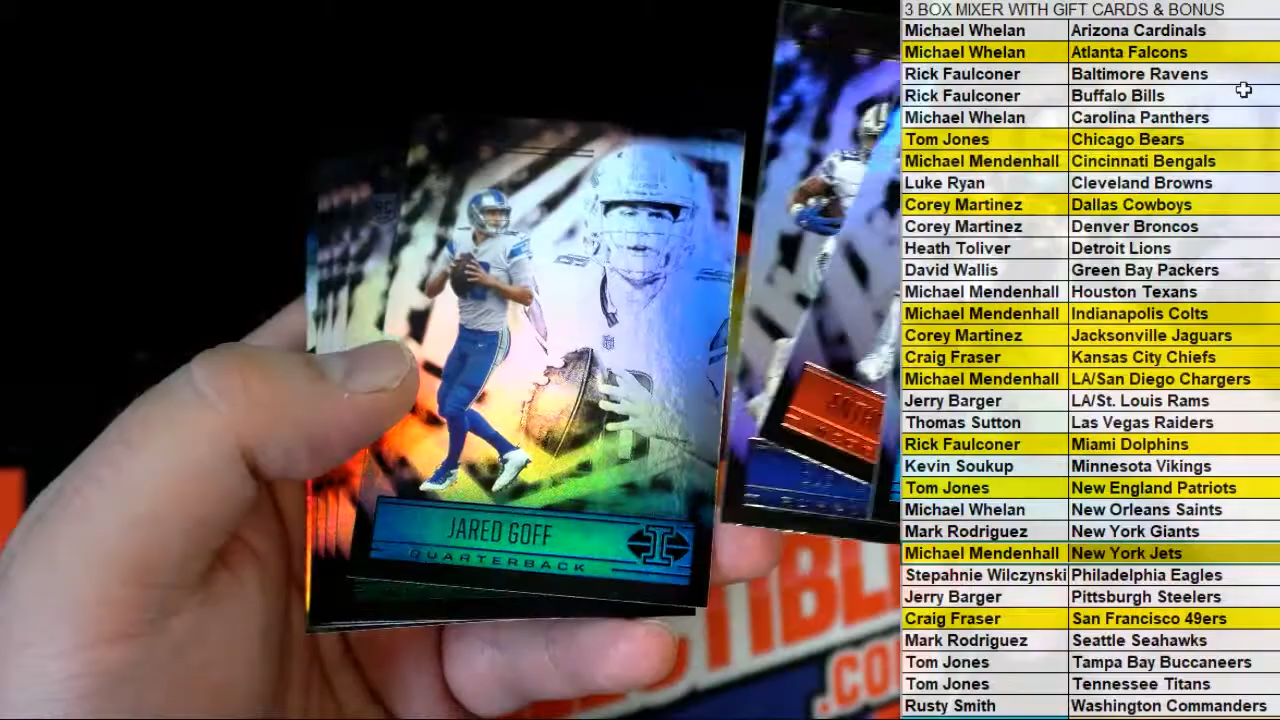 3 BOX MIXER WITH GIFT CARDS & BONUS
Michael Whelan Arizona Cardinals
Michael Whelan Atlanta Falcons
Rick Faulconer Baltimore Ravens
Rick Faulconer Buffalo Bills
Michael Whelan Carolina Panthers
Tom Jones Chicago Bears
Michael Mendenhall Cincinnati Bengals
Luke Ryan Cleveland Browns
Corey Martinez Dallas Cowboys
Corey Martinez Denver Broncos
Heath Toliver Detroit Lions
David Wallis Green Bay Packers
Michael Mendenhall Houston Texans
Michael Mendenhall Indianapolis Colts
Corey Martinez Jacksonville Jaguars
Craig Fraser Kansas City Chiefs
Michael Mendenhall LA/San Diego Chargers
Jerry Barger LA/St. Louis Rams
Thomas Sutton Las Vegas Raiders
Rick Faulconer Miami Dolphins
Kevin Soukup Minnesota Vikings
Tom Jones New England Patriots
Michael Whelan New Orleans Saints
Mark Rodriguez New York Giants
Michael Mendenhall New York Jets
Stepahnie Wilczynski Philadelphia Eagles
Jerry Barger Pittsburgh Steelers
Craig Fraser San Francisco 49ers
Mark Rodriguez Seattle Seahawks
Tom Jones Tampa Bay Buccaneers
Tom Jones Tennessee Titans
Rusty Smith Washington Commanders
JARED GOFF
QUARTERBACK
I